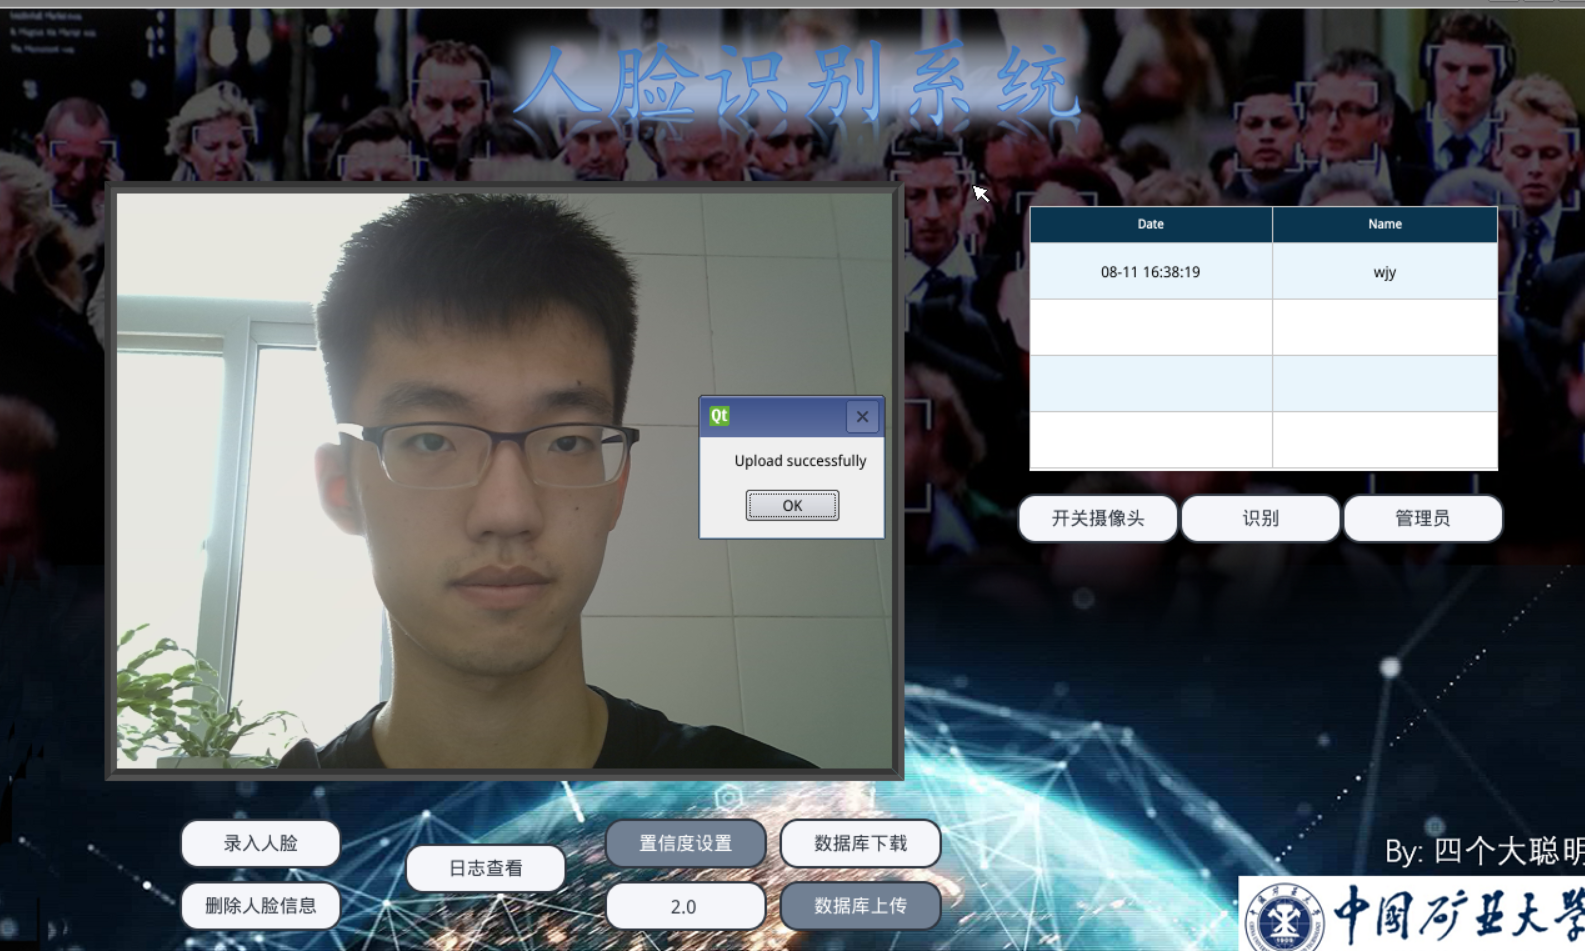 人脸识别系统
Date Name
08-11 16:38:19 wjy
Qt
Upload successfully
OK
开关摄像头 识别 管理员
录入人脸
删除人脸信息
日志查看
置信度设置
2.0
数据库下载
数据库上传
By: 四个大聪明
中国矿业大学